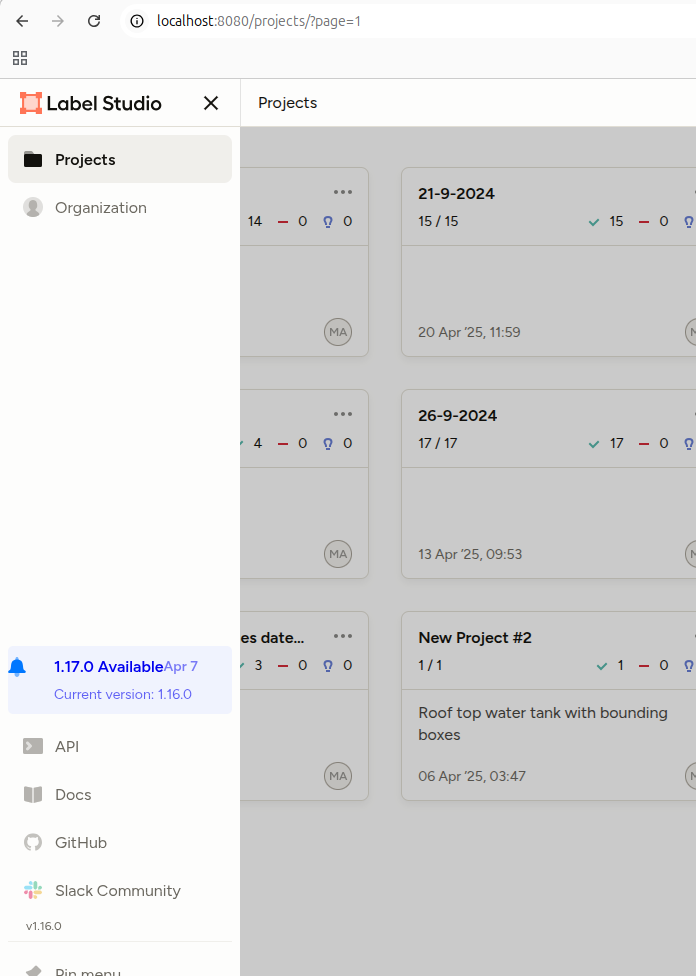 localhost:8080/projects/?page=1
Label Studio
Projects
Projects
Organization
14 0 0
MA
21-9-2024
15 / 15 15 0
20 Apr '25, 11:59
4 0 0
MA
26-9-2024
17 / 17 17 0
13 Apr '25, 09:53
es date...
3 0 0
MA
New Project #2
1 / 1 1 0
Roof top water tank with bounding
boxes
06 Apr '25, 03:47
1.17.0 Available Apr 7
Current version: 1.16.0
API
Docs
GitHub
Slack Community
v1.16.0
Pin menu